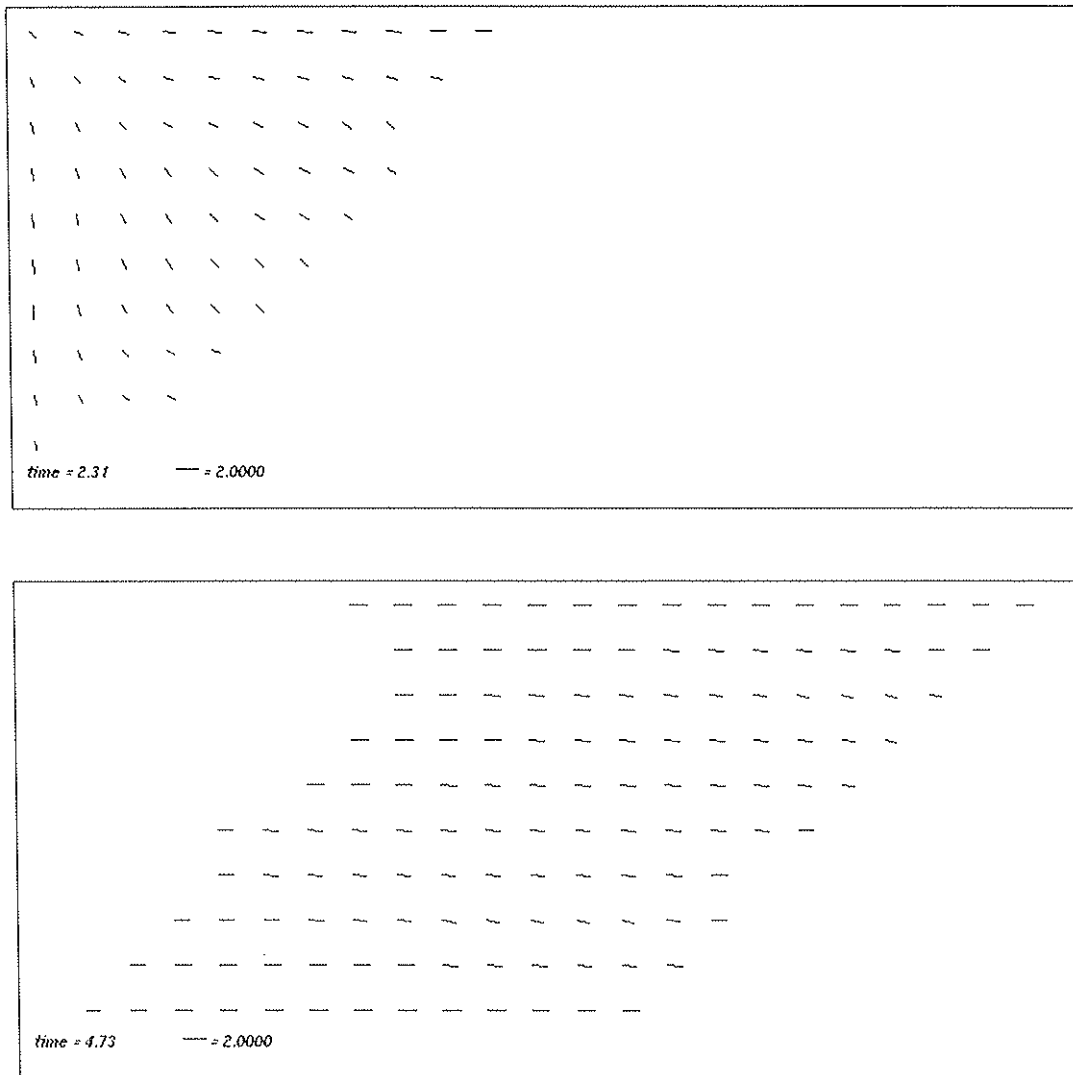 time = 2.31 — = 2.0000
time = 4.73 — = 2.0000